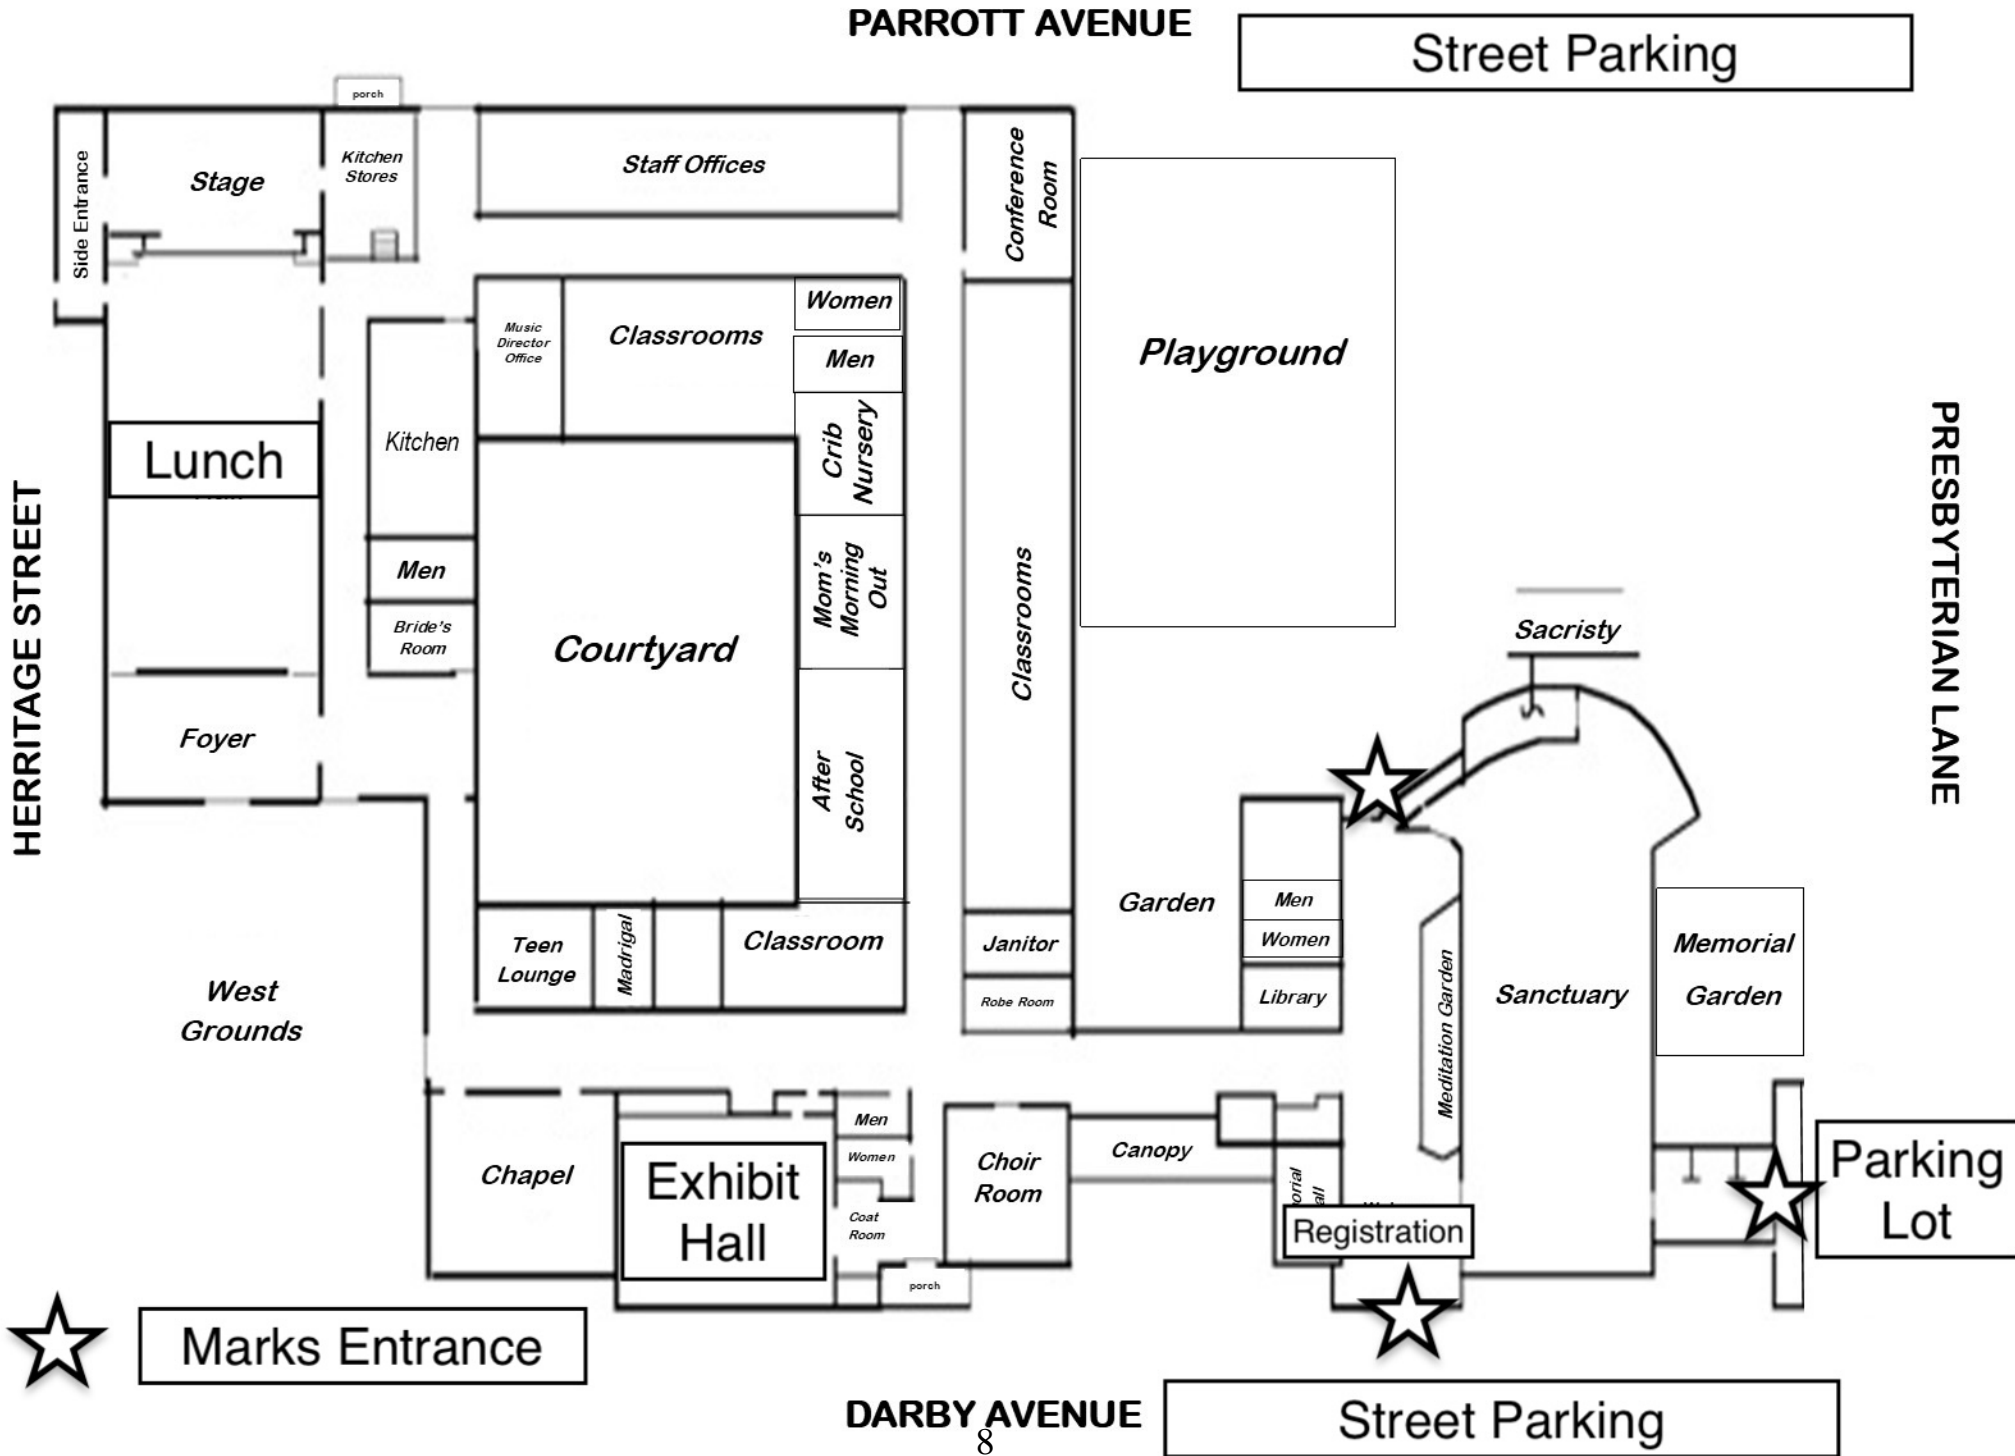 PARROTT AVENUE
Street Parking
porch
Side Entrance
Stage
Kitchen
Stores
Staff Offices
Conference
Room
Music
Director
Office
Classrooms
Women
Men
Crib
Nursery
Mom's
Morning
Out
After
School
Playground
Lunch
Kitchen
Men
Bride's
Room
Courtyard
Classrooms
HERRITAGE STREET
PRESBYTERIAN LANE
Sacristy
Foyer
Garden
Men
Women
Library
Teen
Lounge
Madrigal
Classroom
Janitor
Robe Room
Meditation Garden
Sanctuary
Memorial
Garden
West
Grounds
Chapel
Exhibit
Hall
Men
Women
Coat
Room
porch
Choir
Room
Canopy
Registration
Parking
Lot
Marks Entrance
DARBY AVENUE
Street Parking
8